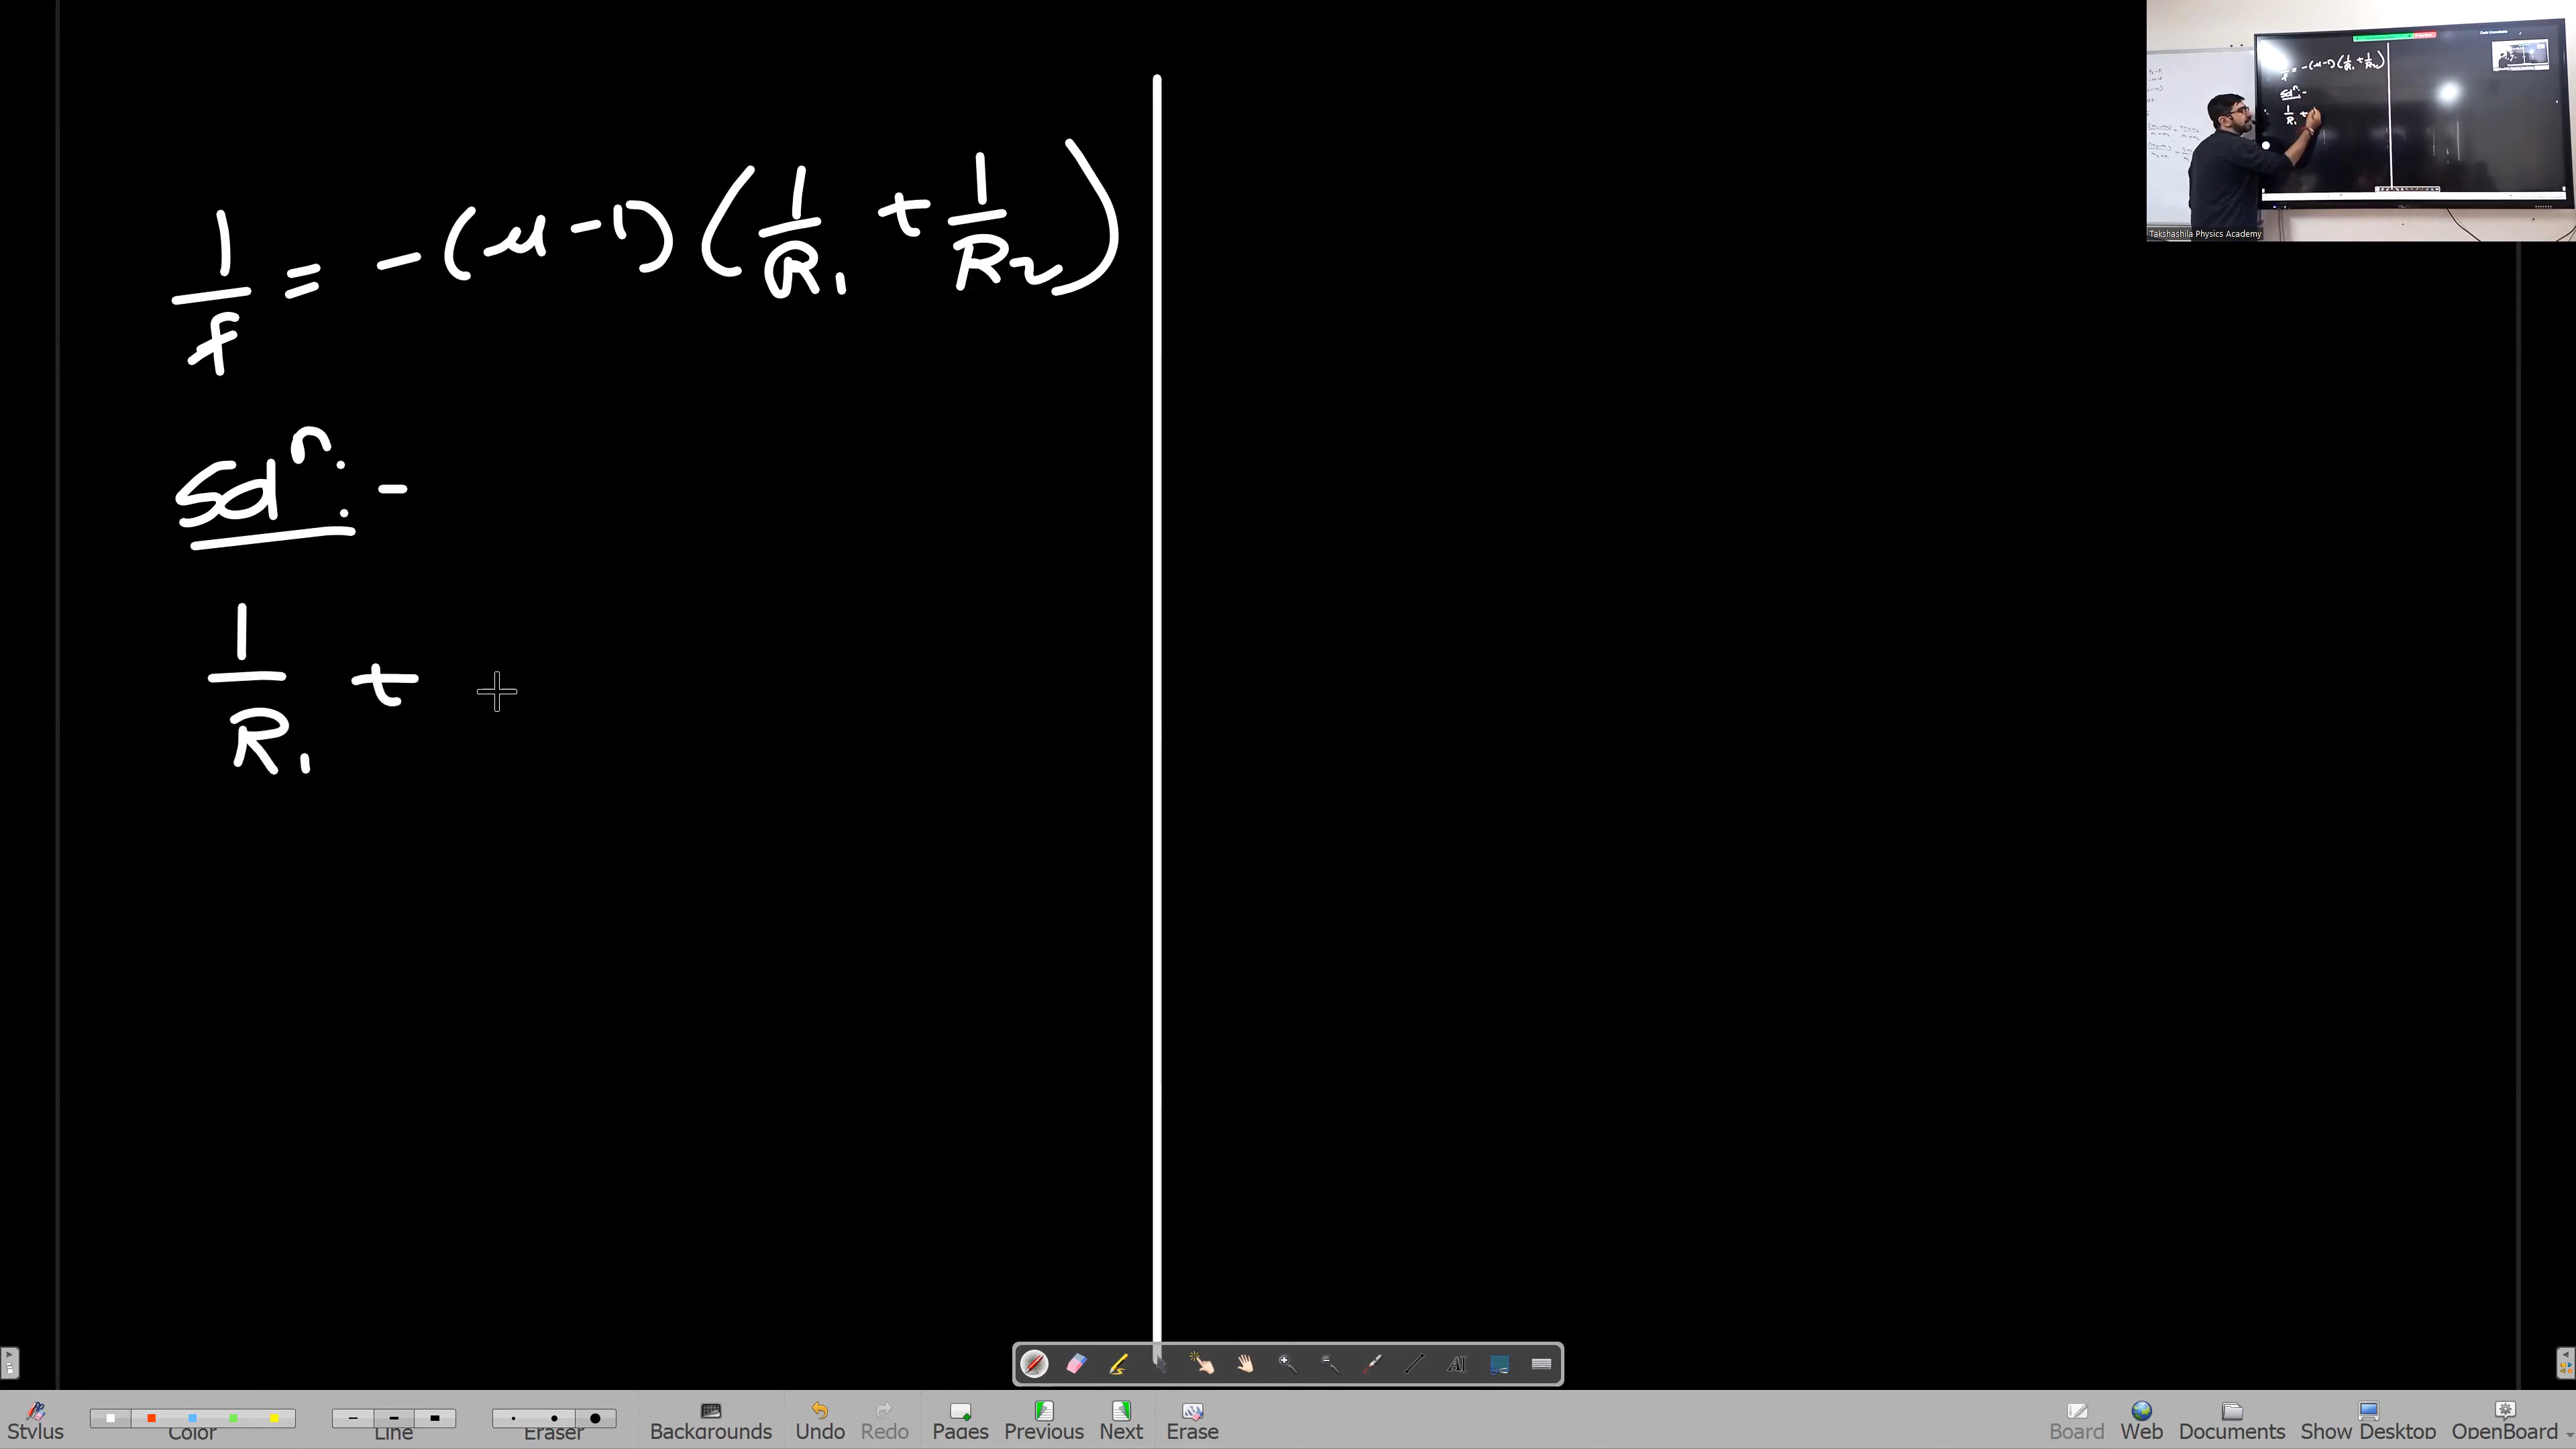 1/f = - (μ - 1) (1/R₁ + 1/R₂)
Solⁿ: -
1/R₁ +
Takshashila Physics Academy
Stylus Color Line Eraser Backgrounds Undo Redo Pages Previous Next Erase Board Web Documents Show Desktop OpenBoard